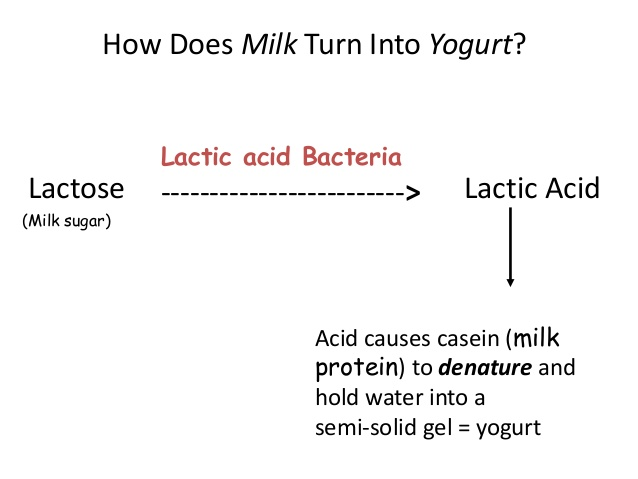 How Does Milk Turn Into Yogurt?
Lactic acid Bacteria
Lactose -------------------------> Lactic Acid
(Milk sugar)
Acid causes casein (milk
protein) to denature and
hold water into a
semi-solid gel = yogurt